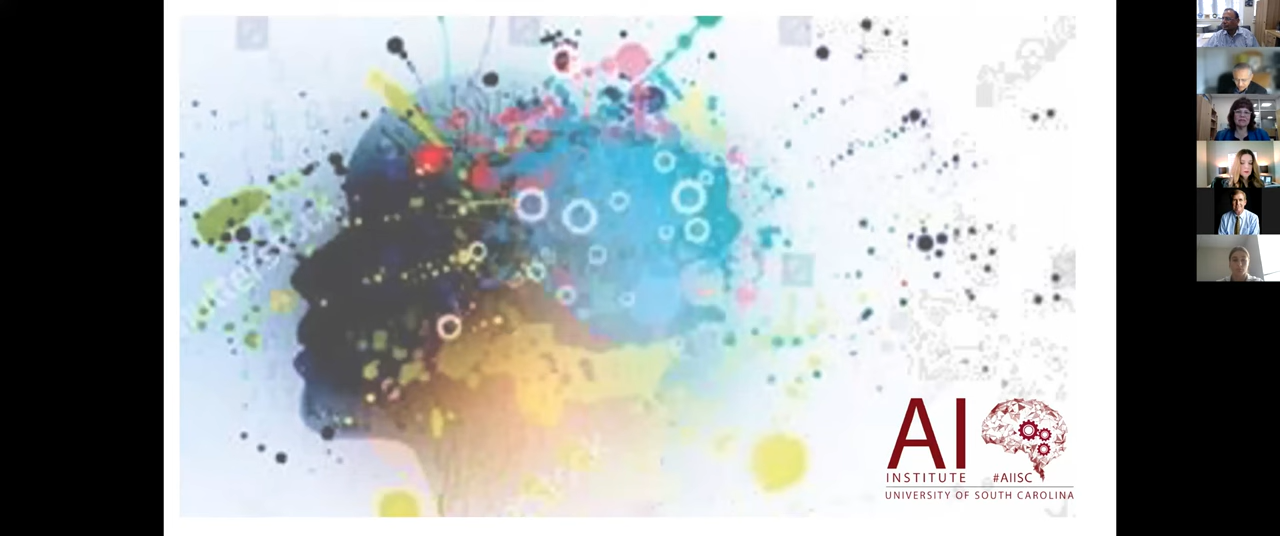 AI
INSTITUTE #AIISC
UNIVERSITY OF SOUTH CAROLINA